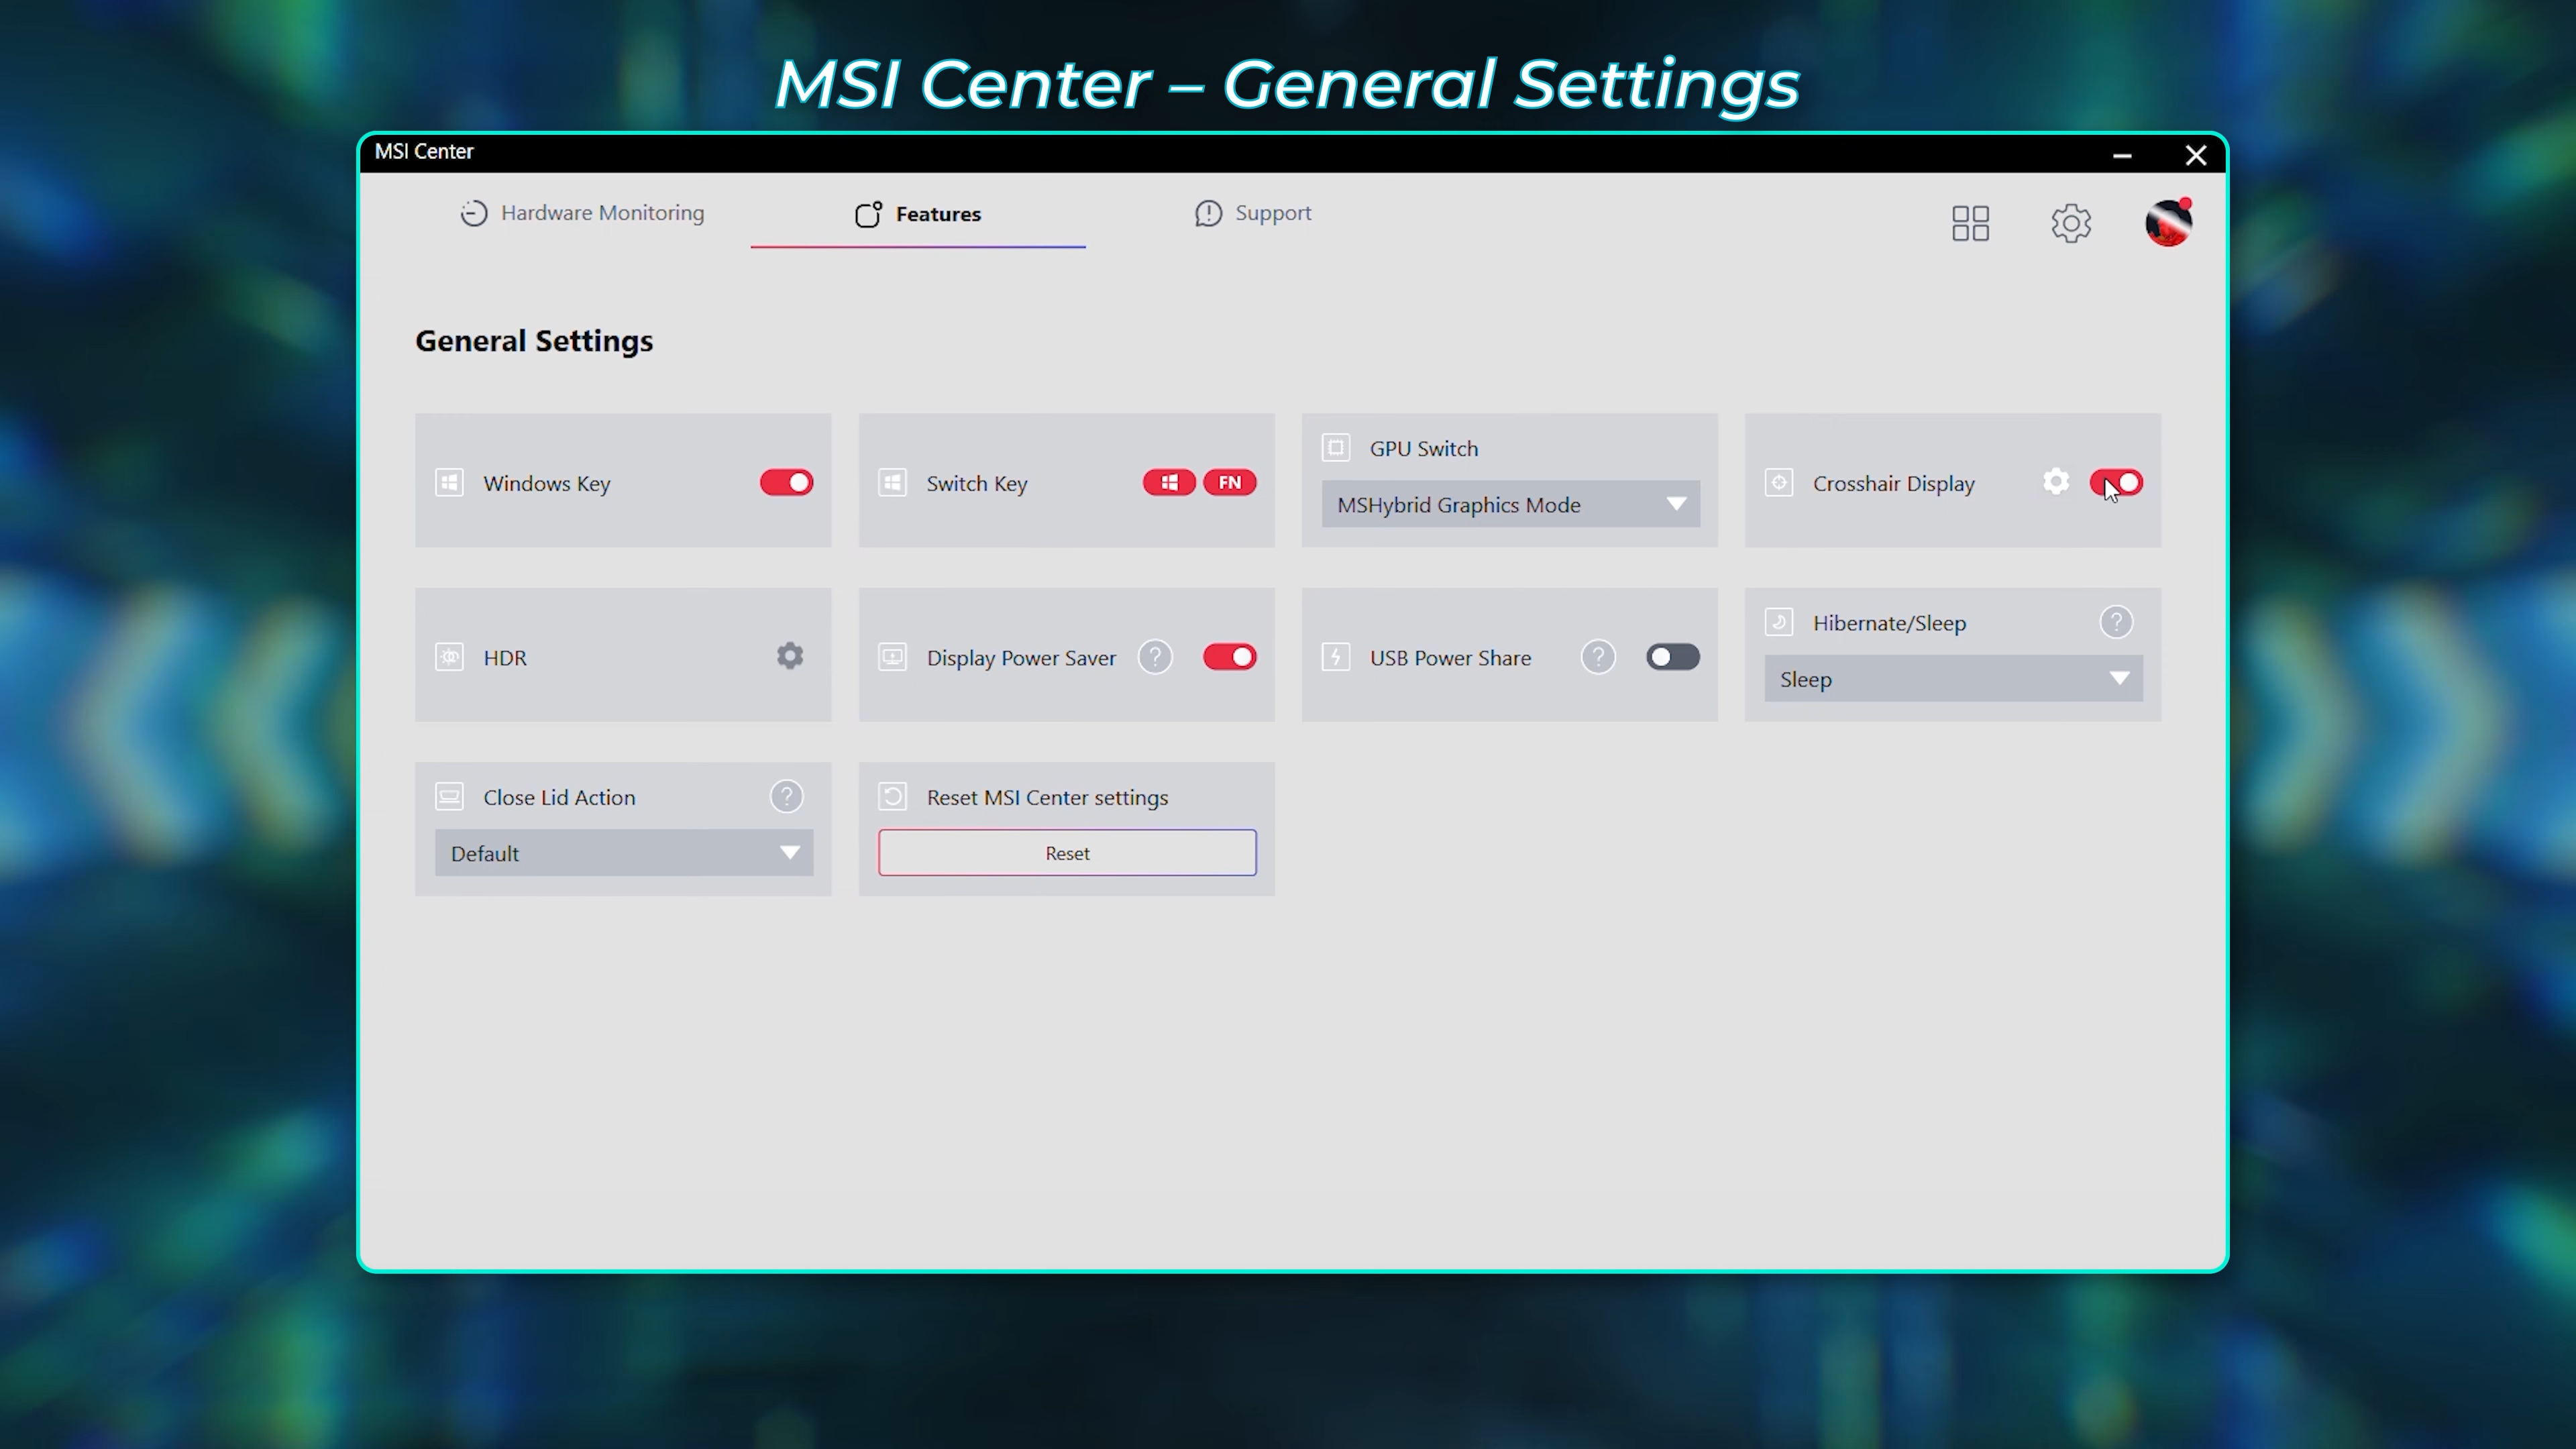 MSI Center – General Settings
MSI Center
Hardware Monitoring
Features
Support
General Settings
Windows Key
Switch Key
FN
GPU Switch
MSHybrid Graphics Mode
Crosshair Display
HDR
Display Power Saver
?
USB Power Share
?
Hibernate/Sleep
?
Sleep
Close Lid Action
?
Default
Reset MSI Center settings
Reset